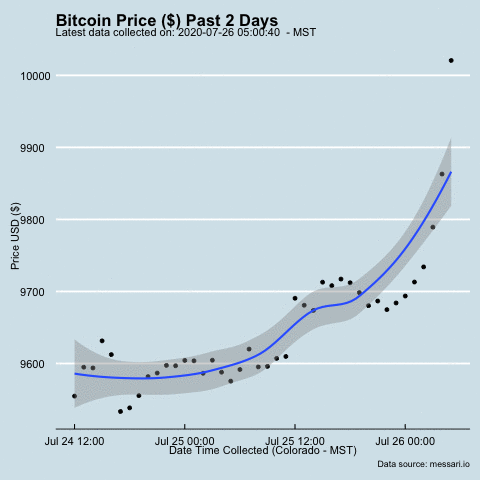 Bitcoin Price ($) Past 2 Days
Latest data collected on: 2020-07-26 05:00:40  - MST
10000
9900
9800
9700
9600
Price USD ($)
Jul 24 12:00
Jul 25 00:00
Jul 25 12:00
Jul 26 00:00
Date Time Collected (Colorado - MST)
Data source: messari.io